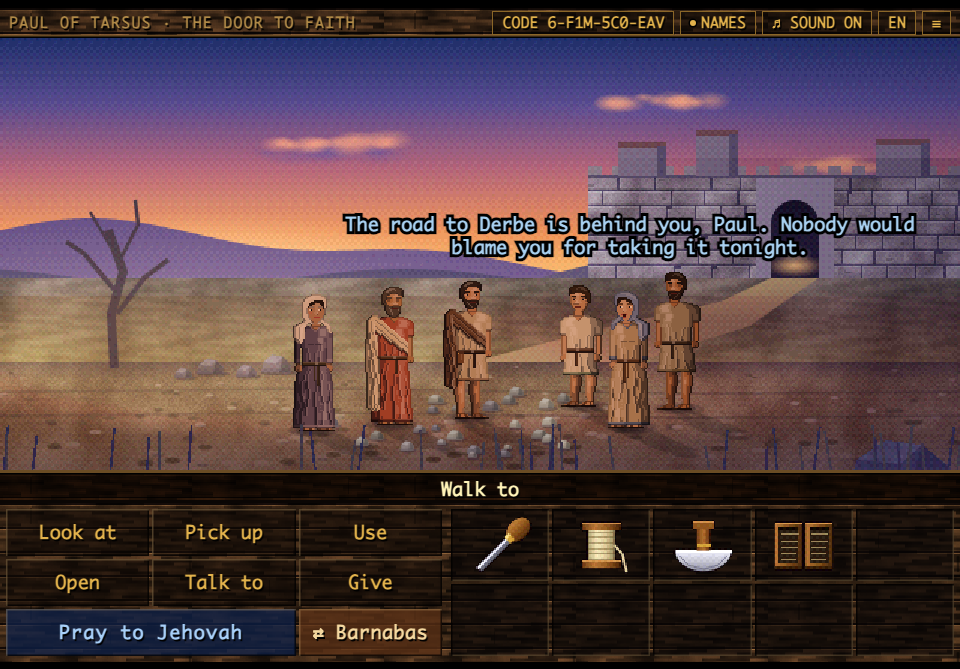 PAUL OF TARSUS · THE DOOR TO FAITH
CODE 6-F1M-5C0-EAV
● NAMES
♬ SOUND ON
EN
≡
The road to Derbe is behind you, Paul. Nobody would
blame you for taking it tonight.
Walk to
Look at
Pick up
Use
Open
Talk to
Give
Pray to Jehovah
⇄ Barnabas